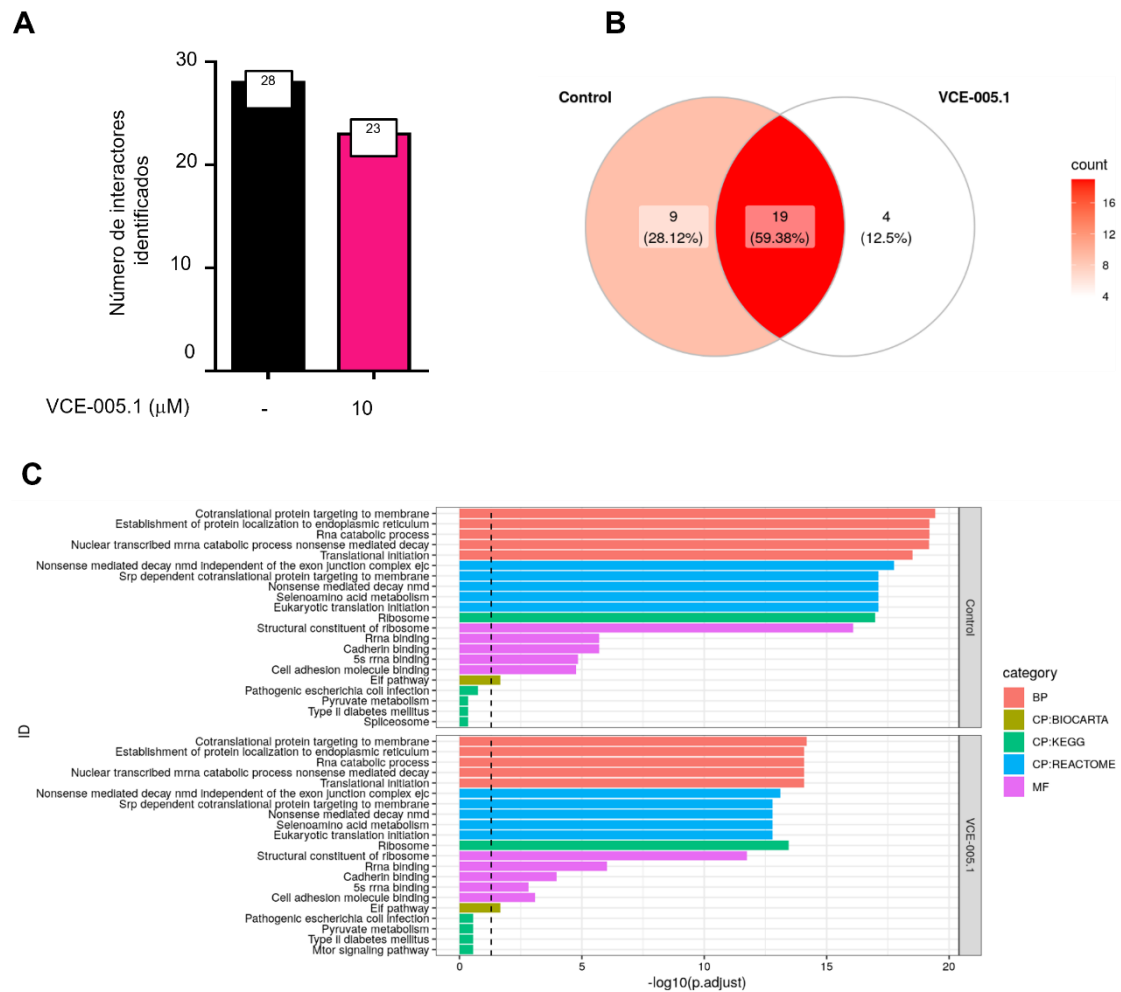 A
30
20
10
0
Número de interactores
identificados
28
23
VCE-005.1 (μM)
-
10
B
Control
VCE-005.1
9
(28.12%)
19
(59.38%)
4
(12.5%)
count
16
12
8
4
C
ID
Cotranslational protein targeting to membrane
Establishment of protein localization to endoplasmic reticulum
Rna catabolic process
Nuclear transcribed mrna catabolic process nonsense mediated decay
Translational initiation
Nonsense mediated decay nmd independent of the exon junction complex ejc
Srp dependent cotranslational protein targeting to membrane
Nonsense mediated decay nmd
Selenoamino acid metabolism
Eukaryotic translation initiation
Ribosome
Structural constituent of ribosome
Rrna binding
Cadherin binding
5s rrna binding
Cell adhesion molecule binding
Eif pathway
Pathogenic escherichia coli infection
Pyruvate metabolism
Type ii diabetes mellitus
Spliceosome
Control
Cotranslational protein targeting to membrane
Establishment of protein localization to endoplasmic reticulum
Rna catabolic process
Nuclear transcribed mrna catabolic process nonsense mediated decay
Translational initiation
Nonsense mediated decay nmd independent of the exon junction complex ejc
Srp dependent cotranslational protein targeting to membrane
Nonsense mediated decay nmd
Selenoamino acid metabolism
Eukaryotic translation initiation
Ribosome
Structural constituent of ribosome
Rrna binding
Cadherin binding
5s rrna binding
Cell adhesion molecule binding
Eif pathway
Pathogenic escherichia coli infection
Pyruvate metabolism
Type ii diabetes mellitus
Mtor signaling pathway
VCE-005.1
0
5
10
15
20
-log10(p.adjust)
category
BP
CP:BIOCARTA
CP:KEGG
CP:REACTOME
MF